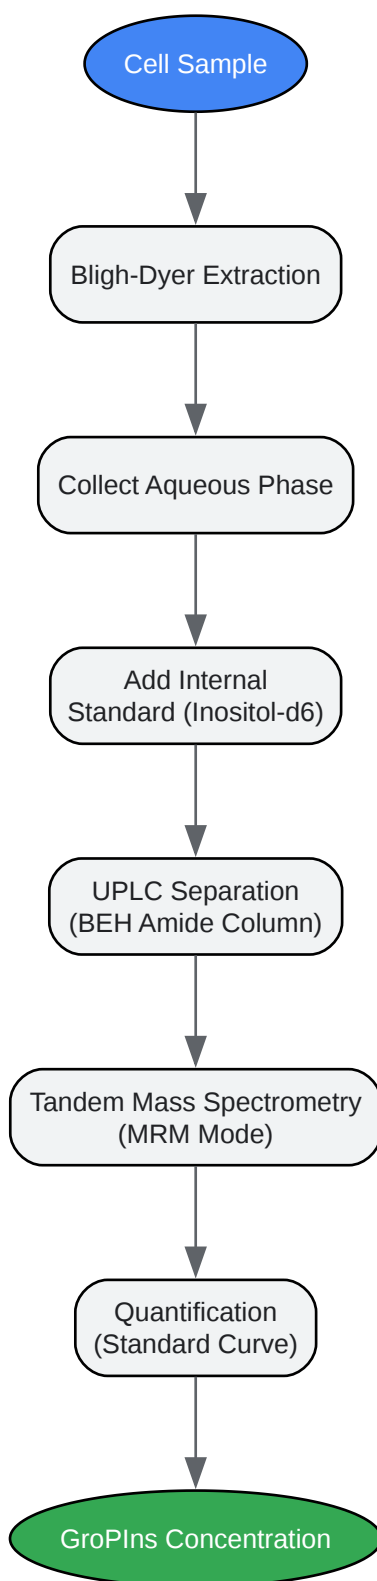 Cell Sample
Bligh-Dyer Extraction
Collect Aqueous Phase
Add Internal
Standard (Inositol-d6)
UPLC Separation
(BEH Amide Column)
Tandem Mass Spectrometry
(MRM Mode)
Quantification
(Standard Curve)
GroPIns Concentration